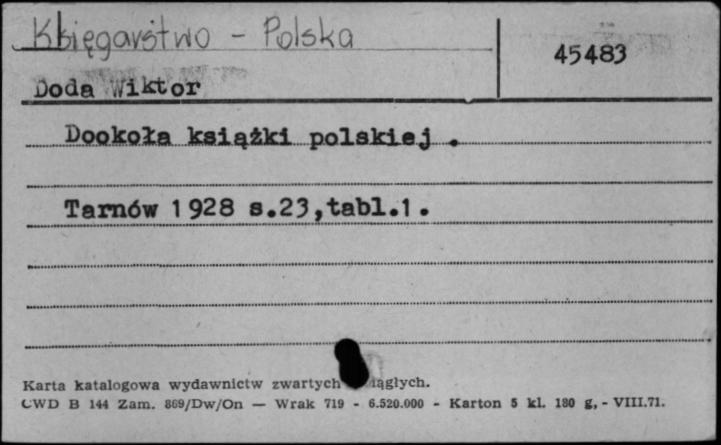 Księgarstwo - Polska
45483
Doda Wiktor
Dookoła książki polskiej .
Tarnów 1928 s.23,tabl.1.
Karta katalogowa wydawnictw zwartych ciągłych.
CWD B 144 Zam. 869/Dw/On — Wrak 719 - 6.520.000 - Karton 5 kl. 180 g, - VIII.71.